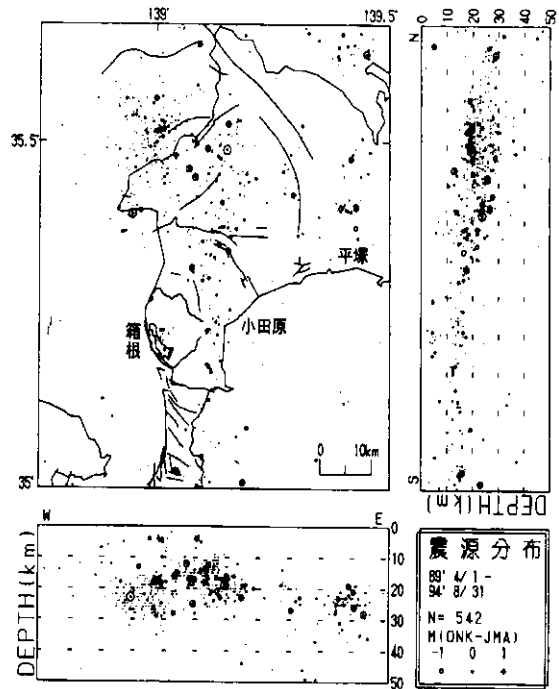 139°
139.5°
35.5°
35°
箱根
小田原
平塚
0 10km
0 10 20 30 40 50
N
S
DEPTH(km)
W
E
DEPTH(km)
0
10
20
30
40
50
震源分布
89' 4/ 1 -
94' 8/ 31
N= 542
M(ONK-JMA)
-1 0 1